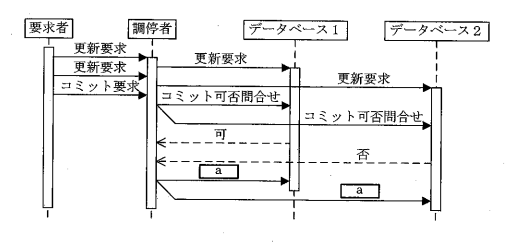 要求者
調停者
データベース1
データベース2
更新要求
更新要求
更新要求
更新要求
コミット要求
コミット可否問合せ
コミット可否問合せ
可
否
a
a